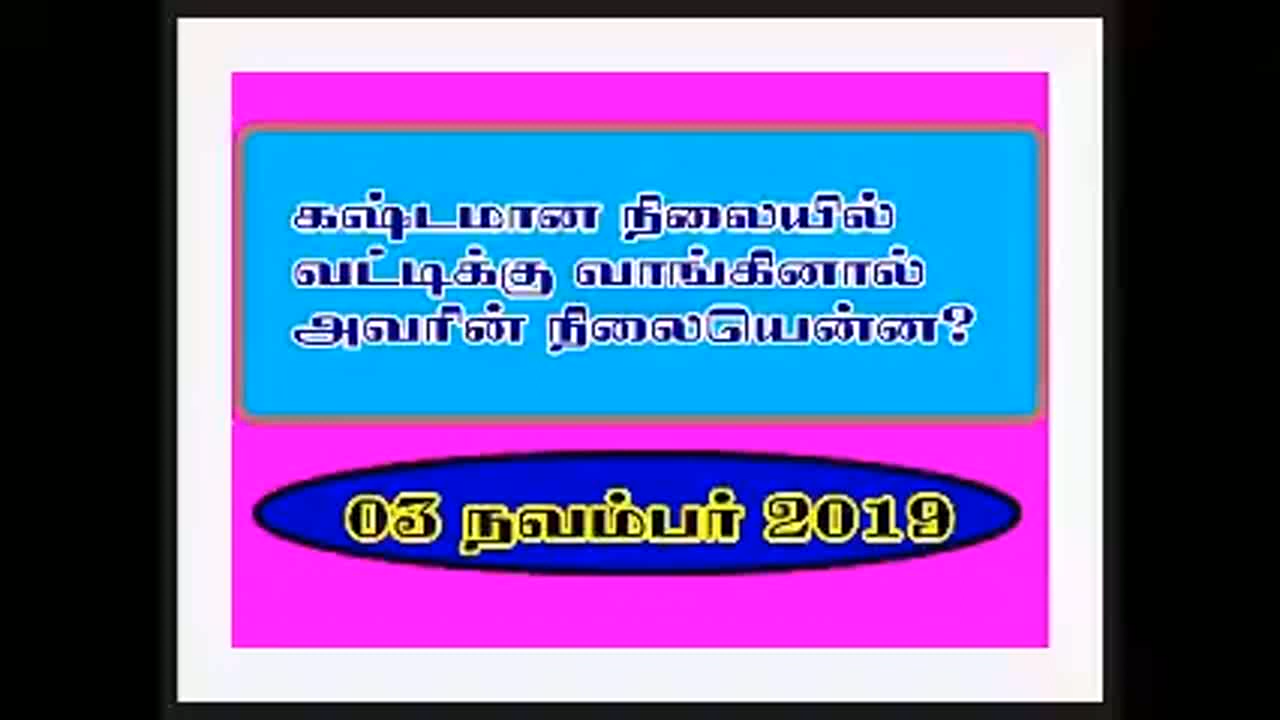 கஷ்டமான நிலையில்
வட்டிக்கு வாங்கினால்
அவரின் நிலையென்ன?
03 நவம்பர் 2019